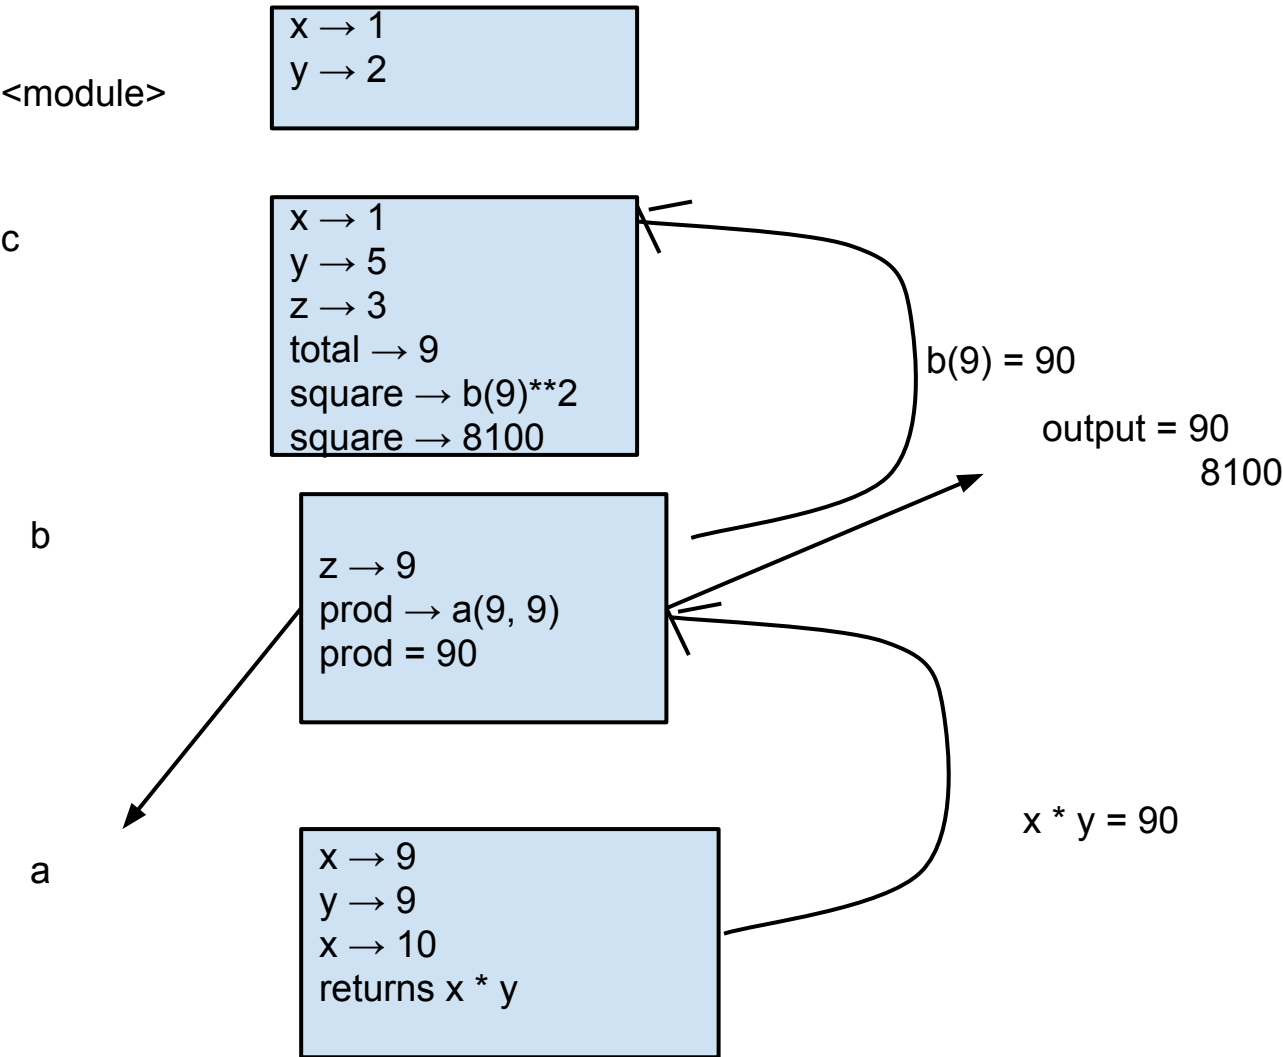 x → 1
y → 2
<module>
c
x → 1
y → 5
z → 3
total → 9
square → b(9)**2
square → 8100
b(9) = 90
output = 90
8100
b
z → 9
prod → a(9, 9)
prod = 90
x * y = 90
a
x → 9
y → 9
x → 10
returns x * y